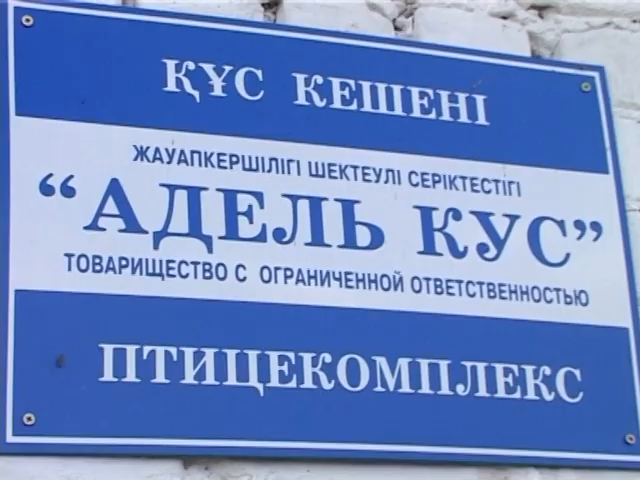 ҚҰС КЕШЕНІ
ЖАУАПКЕРШІЛІГІ ШЕКТЕУЛІ СЕРІКТЕСТІГІ
“АДЕЛЬ КУС”
ТОВАРИЩЕСТВО С ОГРАНИЧЕННОЙ ОТВЕТСТВЕННОСТЬЮ
ПТИЦЕКОМПЛЕКС